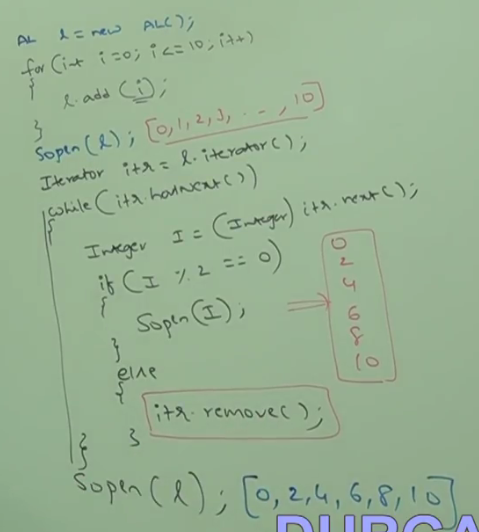 AL l = new AL();
for(int i=0; i<=10; i++)
{
l.add(i);
}
Sopln(l); [0,1,2,3, . - - , 10]
Iterator itr = l.iterator();
while(itr.hasNext())
{
Integer I = (Integer) itr.next();
if (I % 2 == 0)
{
Sopln(I); ⇒
0
2
4
6
8
10
}
else
{
itr.remove();
}
}
Sopln(l); [0,2,4,6,8,10]
DURGA